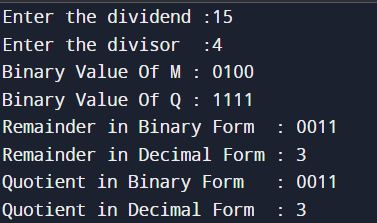 Enter the dividend :15
Enter the divisor  :4
Binary Value Of M : 0100
Binary Value Of Q : 1111
Remainder in Binary Form  : 0011
Remainder in Decimal Form : 3
Quotient in Binary Form   : 0011
Quotient in Decimal Form  : 3